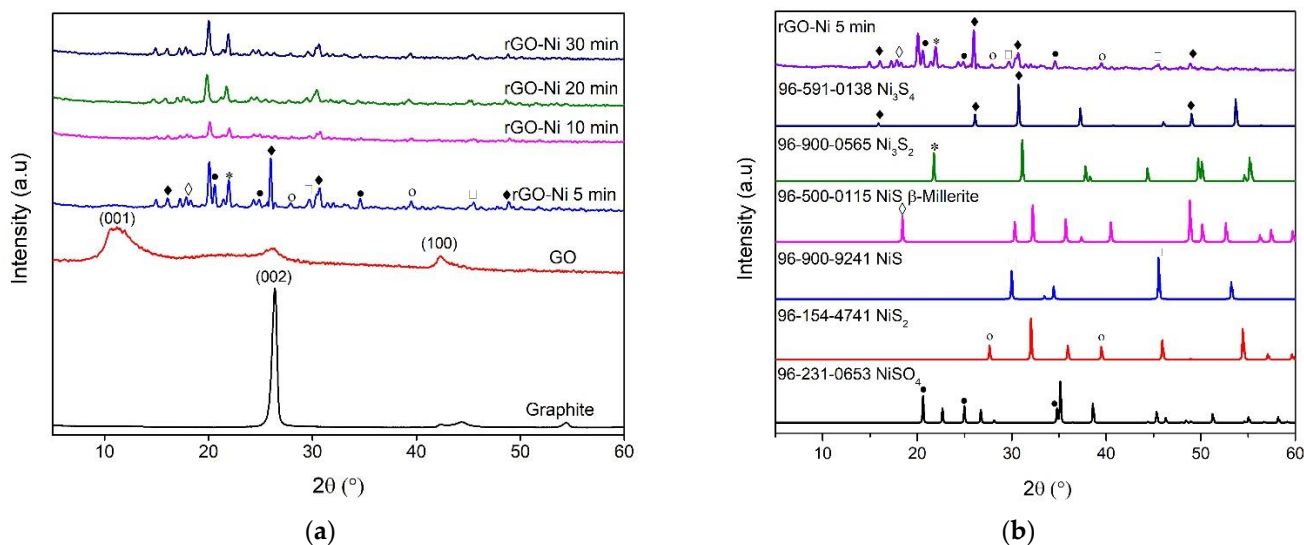 rGO-Ni 30 min
rGO-Ni 20 min
rGO-Ni 10 min
rGO-Ni 5 min
(001)
(100)
GO
(002)
Graphite
Intensity (a.u)
10 20 30 40 50 60
2θ (°)
(a)
rGO-Ni 5 min
96-591-0138 Ni₃S₄
96-900-0565 Ni₃S₂
96-500-0115 NiS β-Millerite
96-900-9241 NiS
96-154-4741 NiS₂
96-231-0653 NiSO₄
Intensity (a.u)
10 20 30 40 50 60
2θ (°)
(b)